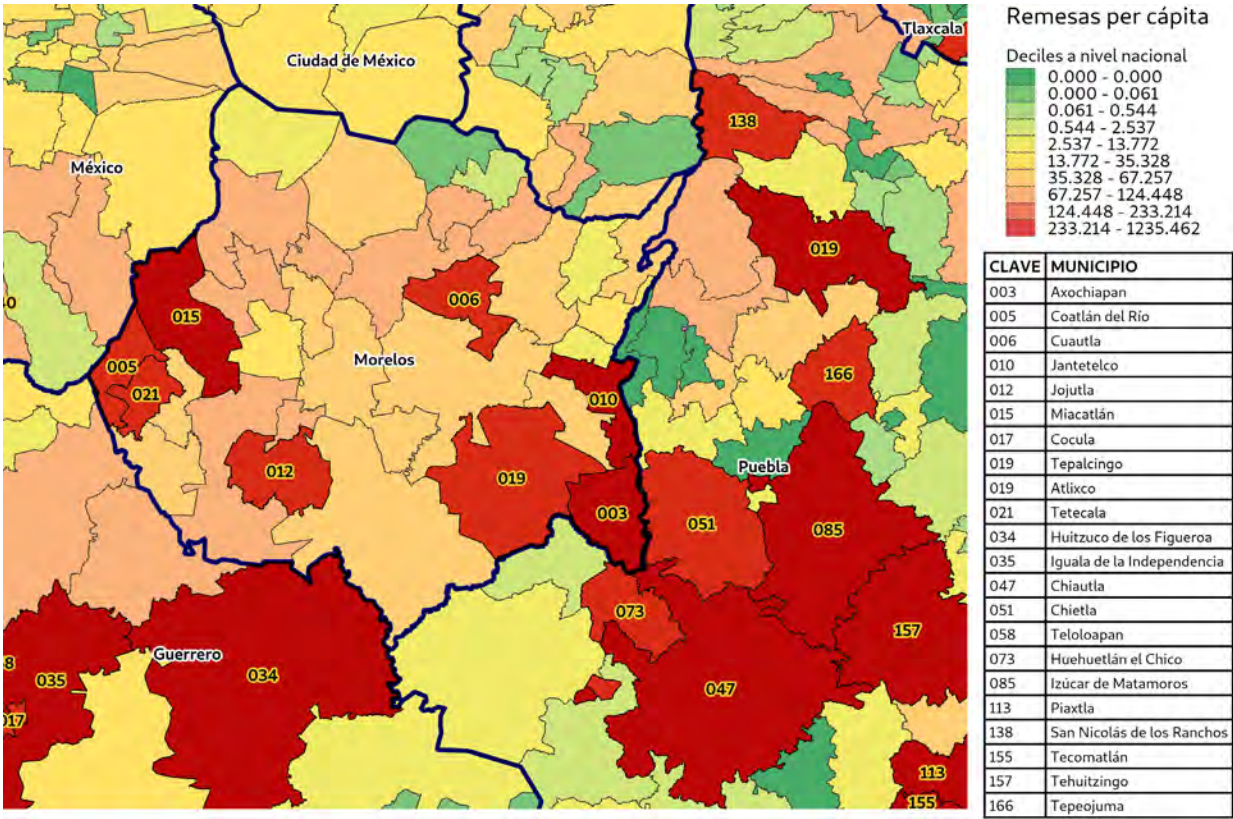 Remesas per cápita
Deciles a nivel nacional
0.000 - 0.000
0.000 - 0.061
0.061 - 0.544
0.544 - 2.537
2.537 - 13.772
13.772 - 35.328
35.328 - 67.257
67.257 - 124.448
124.448 - 233.214
233.214 - 1235.462
CLAVE MUNICIPIO
003 Axochiapan
005 Coatlán del Río
006 Cuautla
010 Jantetelco
012 Jojutla
015 Miacatlán
017 Cocula
019 Tepalcingo
019 Atlixco
021 Tetecala
034 Huitzuco de los Figueroa
035 Iguala de la Independencia
047 Chiautla
051 Chietla
058 Teloloapan
073 Huehuetlán el Chico
085 Izúcar de Matamoros
113 Piaxtla
138 San Nicolás de los Ranchos
155 Tecomatlán
157 Tehuitzingo
166 Tepeojuma
Tlaxcala
Ciudad de México
138
México
019
0
006
015
Morelos
005
166
021
010
Puebla
012
019
003
051
085
073
157
Guerrero
8
035
034
047
017
113
155